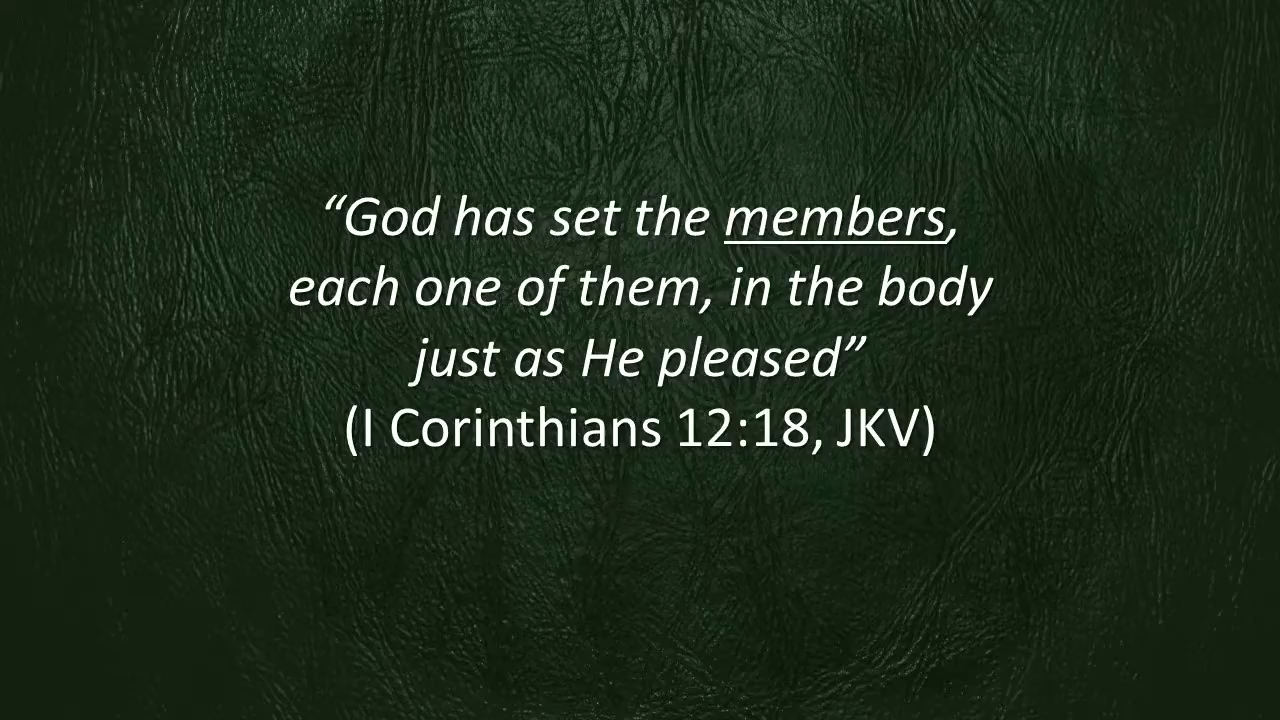 “God has set the members,
each one of them, in the body
just as He pleased”
(I Corinthians 12:18, JKV)